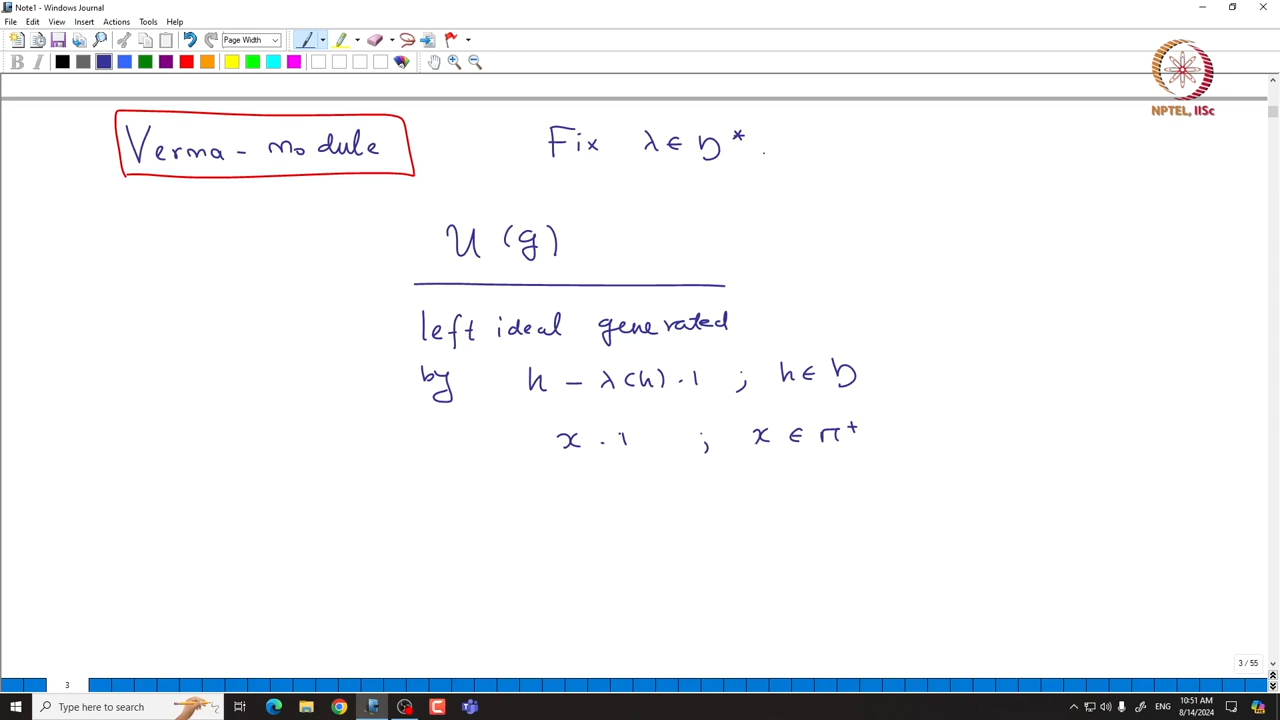 Note1 - Windows Journal
File Edit View Insert Actions Tools Help
Page Width
NPTEL, IISc
Verma - module Fix λ ∈ 𝔥* .
U (g)
left ideal generated
by h - λ(h) · 1 ; h ∈ 𝔥
x · 1 ; x ∈ n⁺
3 / 55
3
Type here to search
10:51 AM
8/14/2024